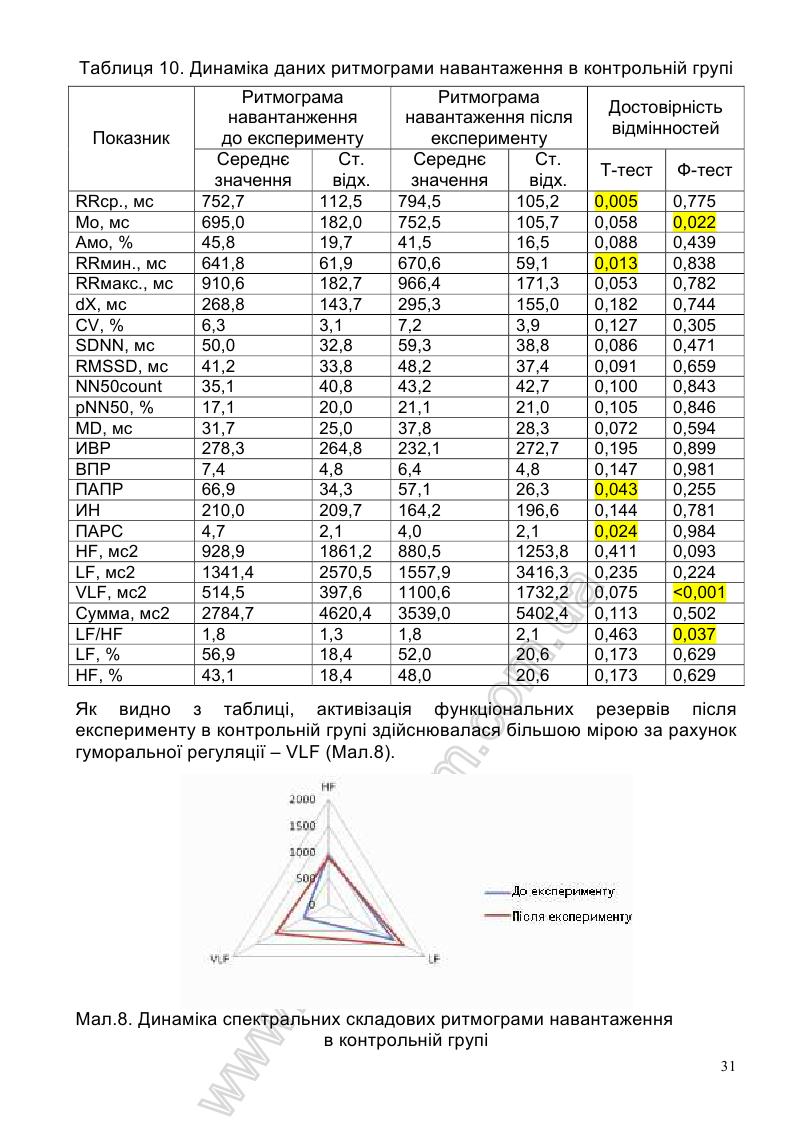 Таблиця 10. Динаміка даних ритмограми навантаження в контрольній групі
Показник Ритмограма навантанження до експерименту Ритмограма навантаження після експерименту Достовірність відмінностей
Середнє значення Ст. відх. Середнє значення Ст. відх. Т-тест Ф-тест
RRср., мс 752,7 112,5 794,5 105,2 0,005 0,775
Мо, мс 695,0 182,0 752,5 105,7 0,058 0,022
Амо, % 45,8 19,7 41,5 16,5 0,088 0,439
RRмин., мс 641,8 61,9 670,6 59,1 0,013 0,838
RRмакс., мс 910,6 182,7 966,4 171,3 0,053 0,782
dX, мс 268,8 143,7 295,3 155,0 0,182 0,744
CV, % 6,3 3,1 7,2 3,9 0,127 0,305
SDNN, мс 50,0 32,8 59,3 38,8 0,086 0,471
RMSSD, мс 41,2 33,8 48,2 37,4 0,091 0,659
NN50count 35,1 40,8 43,2 42,7 0,100 0,843
pNN50, % 17,1 20,0 21,1 21,0 0,105 0,846
MD, мс 31,7 25,0 37,8 28,3 0,072 0,594
ИВР 278,3 264,8 232,1 272,7 0,195 0,899
ВПР 7,4 4,8 6,4 4,8 0,147 0,981
ПАПР 66,9 34,3 57,1 26,3 0,043 0,255
ИН 210,0 209,7 164,2 196,6 0,144 0,781
ПАРС 4,7 2,1 4,0 2,1 0,024 0,984
HF, мс2 928,9 1861,2 880,5 1253,8 0,411 0,093
LF, мс2 1341,4 2570,5 1557,9 3416,3 0,235 0,224
VLF, мс2 514,5 397,6 1100,6 1732,2 0,075 <0,001
Сумма, мс2 2784,7 4620,4 3539,0 5402,4 0,113 0,502
LF/HF 1,8 1,3 1,8 2,1 0,463 0,037
LF, % 56,9 18,4 52,0 20,6 0,173 0,629
HF, % 43,1 18,4 48,0 20,6 0,173 0,629
Як видно з таблиці, активізація функціональних резервів після
експерименту в контрольній групі здійснювалася більшою мірою за рахунок
гуморальної регуляції – VLF (Мал.8).
HF
2000
1500
1000
500
0
VLF
LF
До експерименту
Після експерименту
Мал.8. Динаміка спектральних складових ритмограми навантаження
в контрольній групі
31